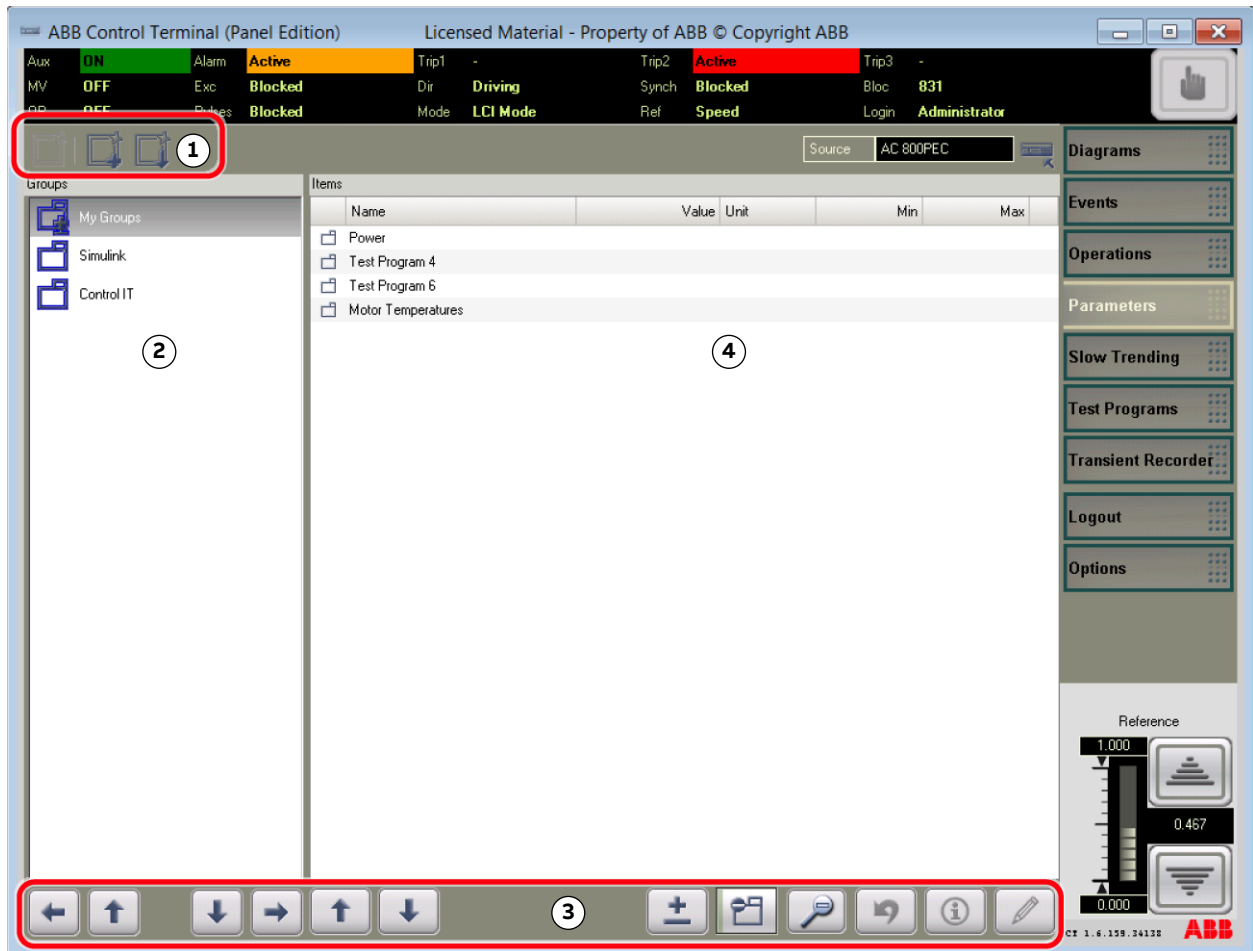 ABB Control Terminal (Panel Edition) Licensed Material - Property of ABB © Copyright ABB
Aux ON Alarm Active Trip1 - Trip2 Active Trip3 -
MV OFF Exc Blocked Dir Driving Synch Blocked Bloc 831
OFF Pulses Blocked Mode LCI Mode Ref Speed Login Administrator
1
Source AC 800PEC
Groups
My Groups
Simulink
Control IT
2
Items
Name Value Unit Min Max
Power
Test Program 4
Test Program 6
Motor Temperatures
4
Diagrams
Events
Operations
Parameters
Slow Trending
Test Programs
Transient Recorder
Logout
Options
Reference
1.000
0.467
0.000
3
CT 1.6.159.34138 ABB